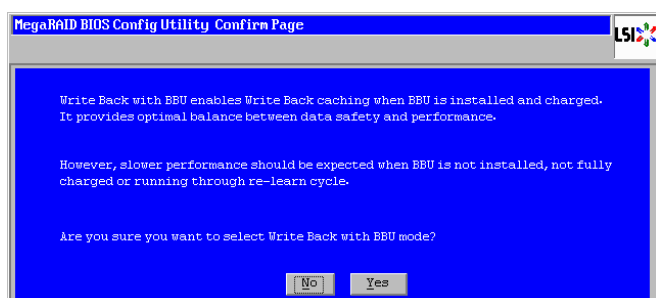 MegaRAID BIOS Config Utility Confirm Page
LSI
Write Back with BBU enables Write Back caching when BBU is installed and charged.
It provides optimal balance between data safety and performance.
However, slower performance should be expected when BBU is not installed, not fully
charged or running through re-learn cycle.
Are you sure you want to select Write Back with BBU mode?
No Yes